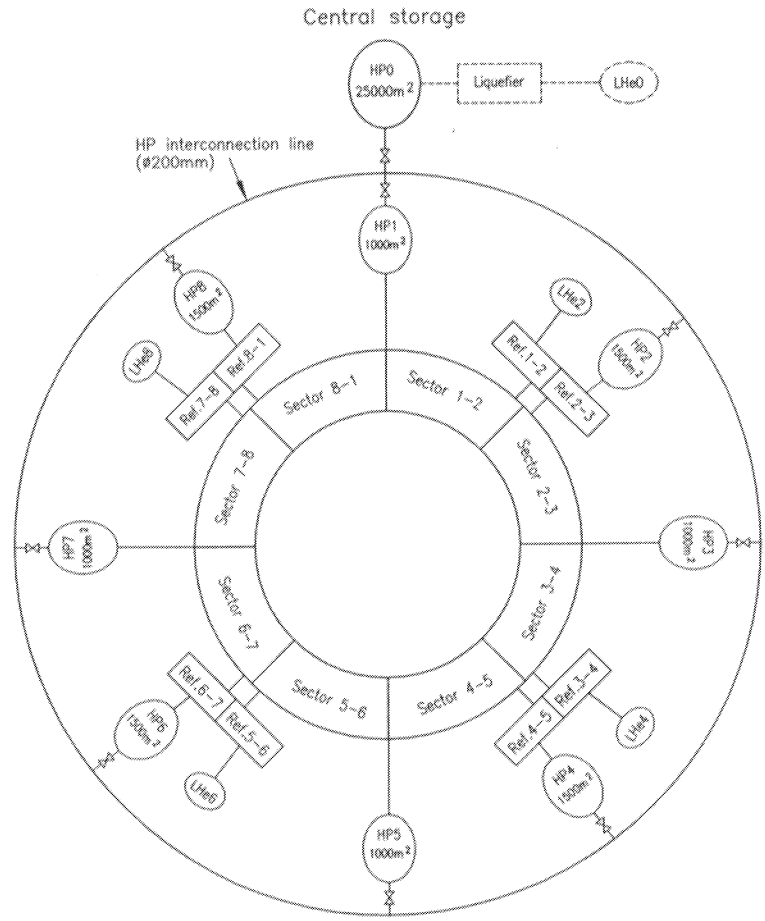 Central storage
HP0
25000m²
Liquefier
LHe0
HP interconnection line
(ø200mm)
HP1
1000m²
HP8
1500m²
LHe2
HP2
1500m²
LHe8
Ref.8-1
Ref.7-8
Ref.1-2
Ref.2-3
Sector 8-1
Sector 1-2
Sector 7-8
Sector 2-3
HP7
1000m²
HP3
1000m²
Sector 6-7
Sector 3-4
Sector 5-6
Sector 4-5
Ref.6-7
Ref.5-6
Ref.3-4
Ref.4-5
HP6
1500m²
LHe4
LHe6
HP4
1500m²
HP5
1000m²